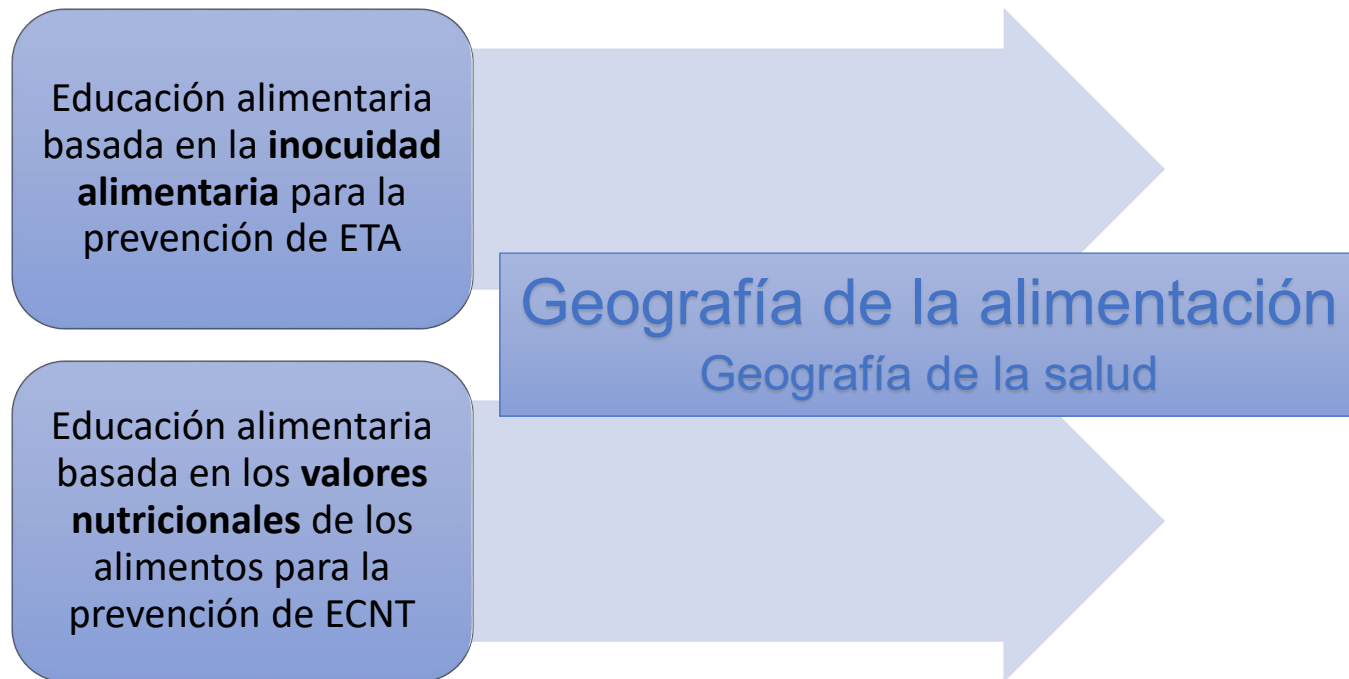 Educación alimentaria
basada en la inocuidad
alimentaria para la
prevención de ETA
Geografía de la alimentación
Geografía de la salud
Educación alimentaria
basada en los valores
nutricionales de los
alimentos para la
prevención de ECNT